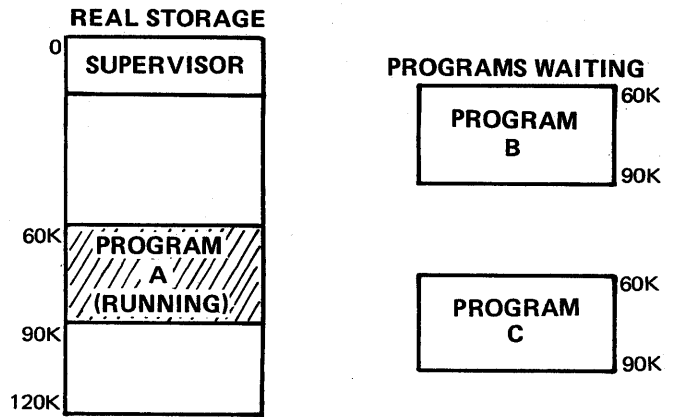 REAL STORAGE
0
SUPERVISOR
60K
PROGRAM
A
(RUNNING)
90K
120K
PROGRAMS WAITING
60K
PROGRAM
B
90K
60K
PROGRAM
C
90K